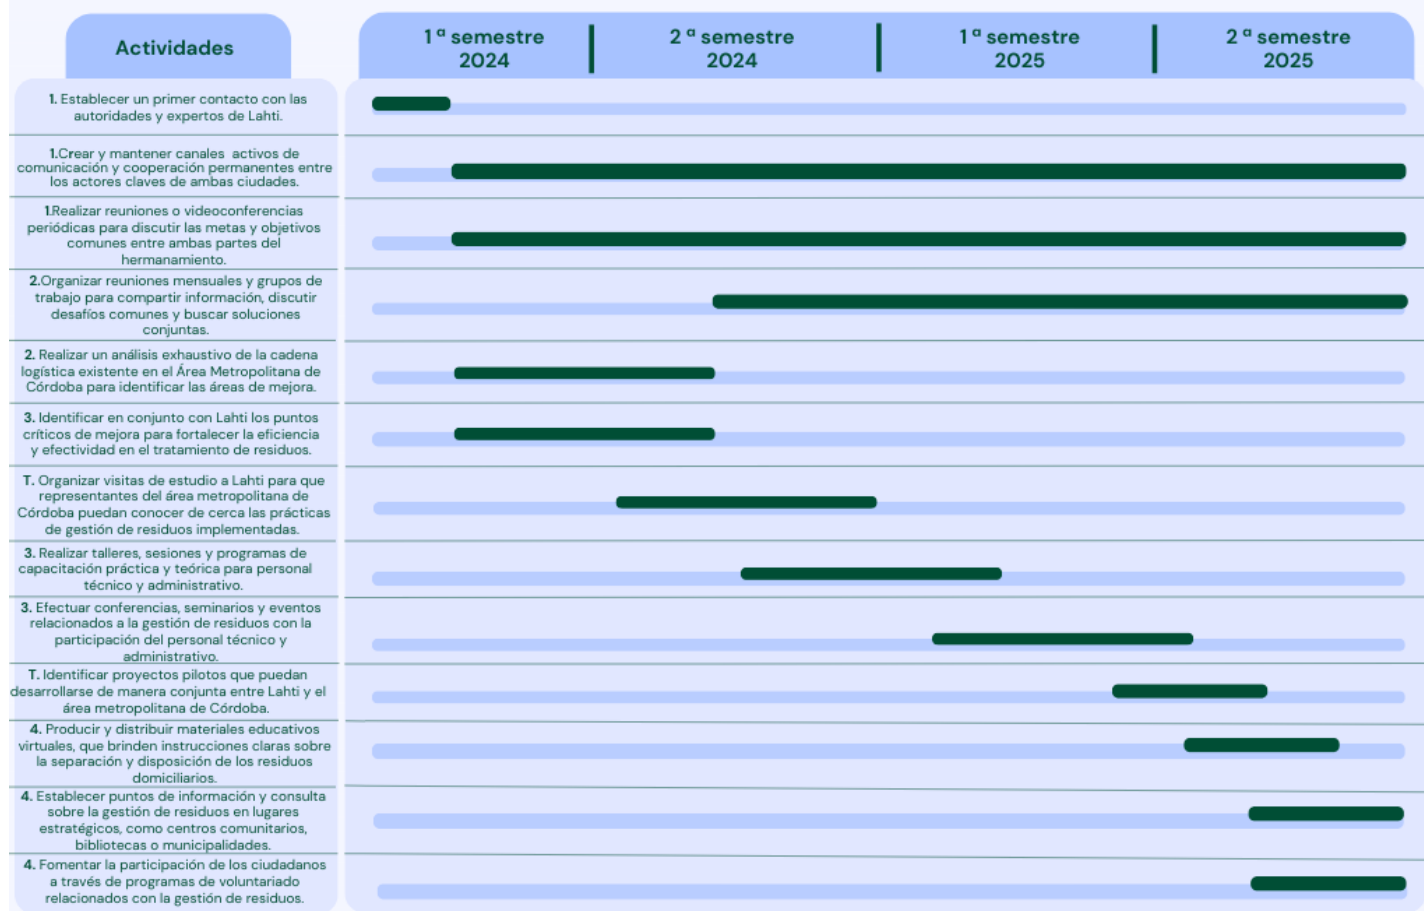 Actividades
1 ª semestre
2024
2 ª semestre
2024
1 ª semestre
2025
2 ª semestre
2025
1. Establecer un primer contacto con las
autoridades y expertos de Lahti.
1.Crear y mantener canales activos de
comunicación y cooperación permanentes entre
los actores claves de ambas ciudades.
1.Realizar reuniones o videoconferencias
periódicas para discutir las metas y objetivos
comunes entre ambas partes del
hermanamiento.
2.Organizar reuniones mensuales y grupos de
trabajo para compartir información, discutir
desafíos comunes y buscar soluciones
conjuntas.
2. Realizar un análisis exhaustivo de la cadena
logística existente en el Área Metropolitana de
Córdoba para identificar las áreas de mejora.
3. Identificar en conjunto con Lahti los puntos
críticos de mejora para fortalecer la eficiencia
y efectividad en el tratamiento de residuos.
T. Organizar visitas de estudio a Lahti para que
representantes del área metropolitana de
Córdoba puedan conocer de cerca las prácticas
de gestión de residuos implementadas.
3. Realizar talleres, sesiones y programas de
capacitación práctica y teórica para personal
técnico y administrativo.
3. Efectuar conferencias, seminarios y eventos
relacionados a la gestión de residuos con la
participación del personal técnico y
administrativo.
T. Identificar proyectos pilotos que puedan
desarrollarse de manera conjunta entre Lahti y el
área metropolitana de Córdoba.
4. Producir y distribuir materiales educativos
virtuales, que brinden instrucciones claras sobre
la separación y disposición de los residuos
domiciliarios.
4. Establecer puntos de información y consulta
sobre la gestión de residuos en lugares
estratégicos, como centros comunitarios,
bibliotecas o municipalidades.
4. Fomentar la participación de los ciudadanos
a través de programas de voluntariado
relacionados con la gestión de residuos.